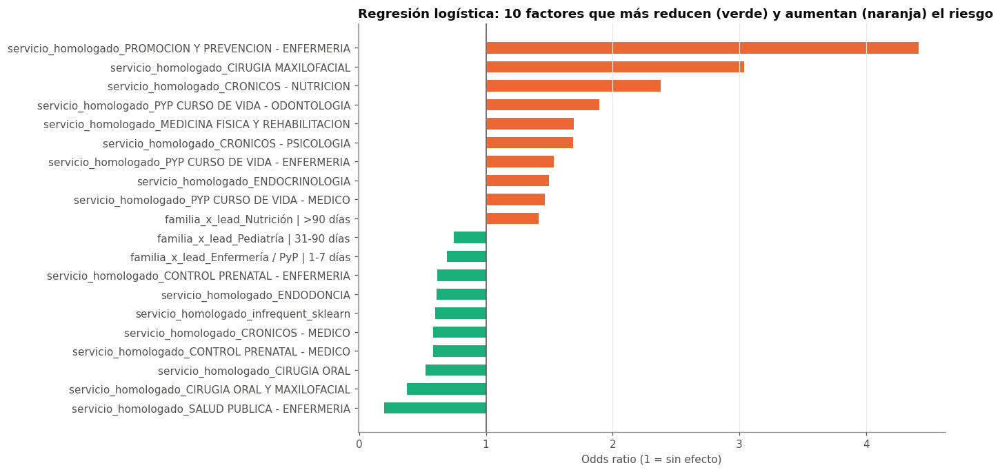 Regresión logística: 10 factores que más reducen (verde) y aumentan (naranja) el riesgo
servicio_homologado_PROMOCION Y PREVENCION - ENFERMERIA
servicio_homologado_CIRUGIA MAXILOFACIAL
servicio_homologado_CRONICOS - NUTRICION
servicio_homologado_PYP CURSO DE VIDA - ODONTOLOGIA
servicio_homologado_MEDICINA FISICA Y REHABILITACION
servicio_homologado_CRONICOS - PSICOLOGIA
servicio_homologado_PYP CURSO DE VIDA - ENFERMERIA
servicio_homologado_ENDOCRINOLOGIA
servicio_homologado_PYP CURSO DE VIDA - MEDICO
familia_x_lead_Nutrición | >90 días
familia_x_lead_Pediatría | 31-90 días
familia_x_lead_Enfermería / PyP | 1-7 días
servicio_homologado_CONTROL PRENATAL - ENFERMERIA
servicio_homologado_ENDODONCIA
servicio_homologado_infrequent_sklearn
servicio_homologado_CRONICOS - MEDICO
servicio_homologado_CONTROL PRENATAL - MEDICO
servicio_homologado_CIRUGIA ORAL
servicio_homologado_CIRUGIA ORAL Y MAXILOFACIAL
servicio_homologado_SALUD PUBLICA - ENFERMERIA
0 1 2 3 4
Odds ratio (1 = sin efecto)